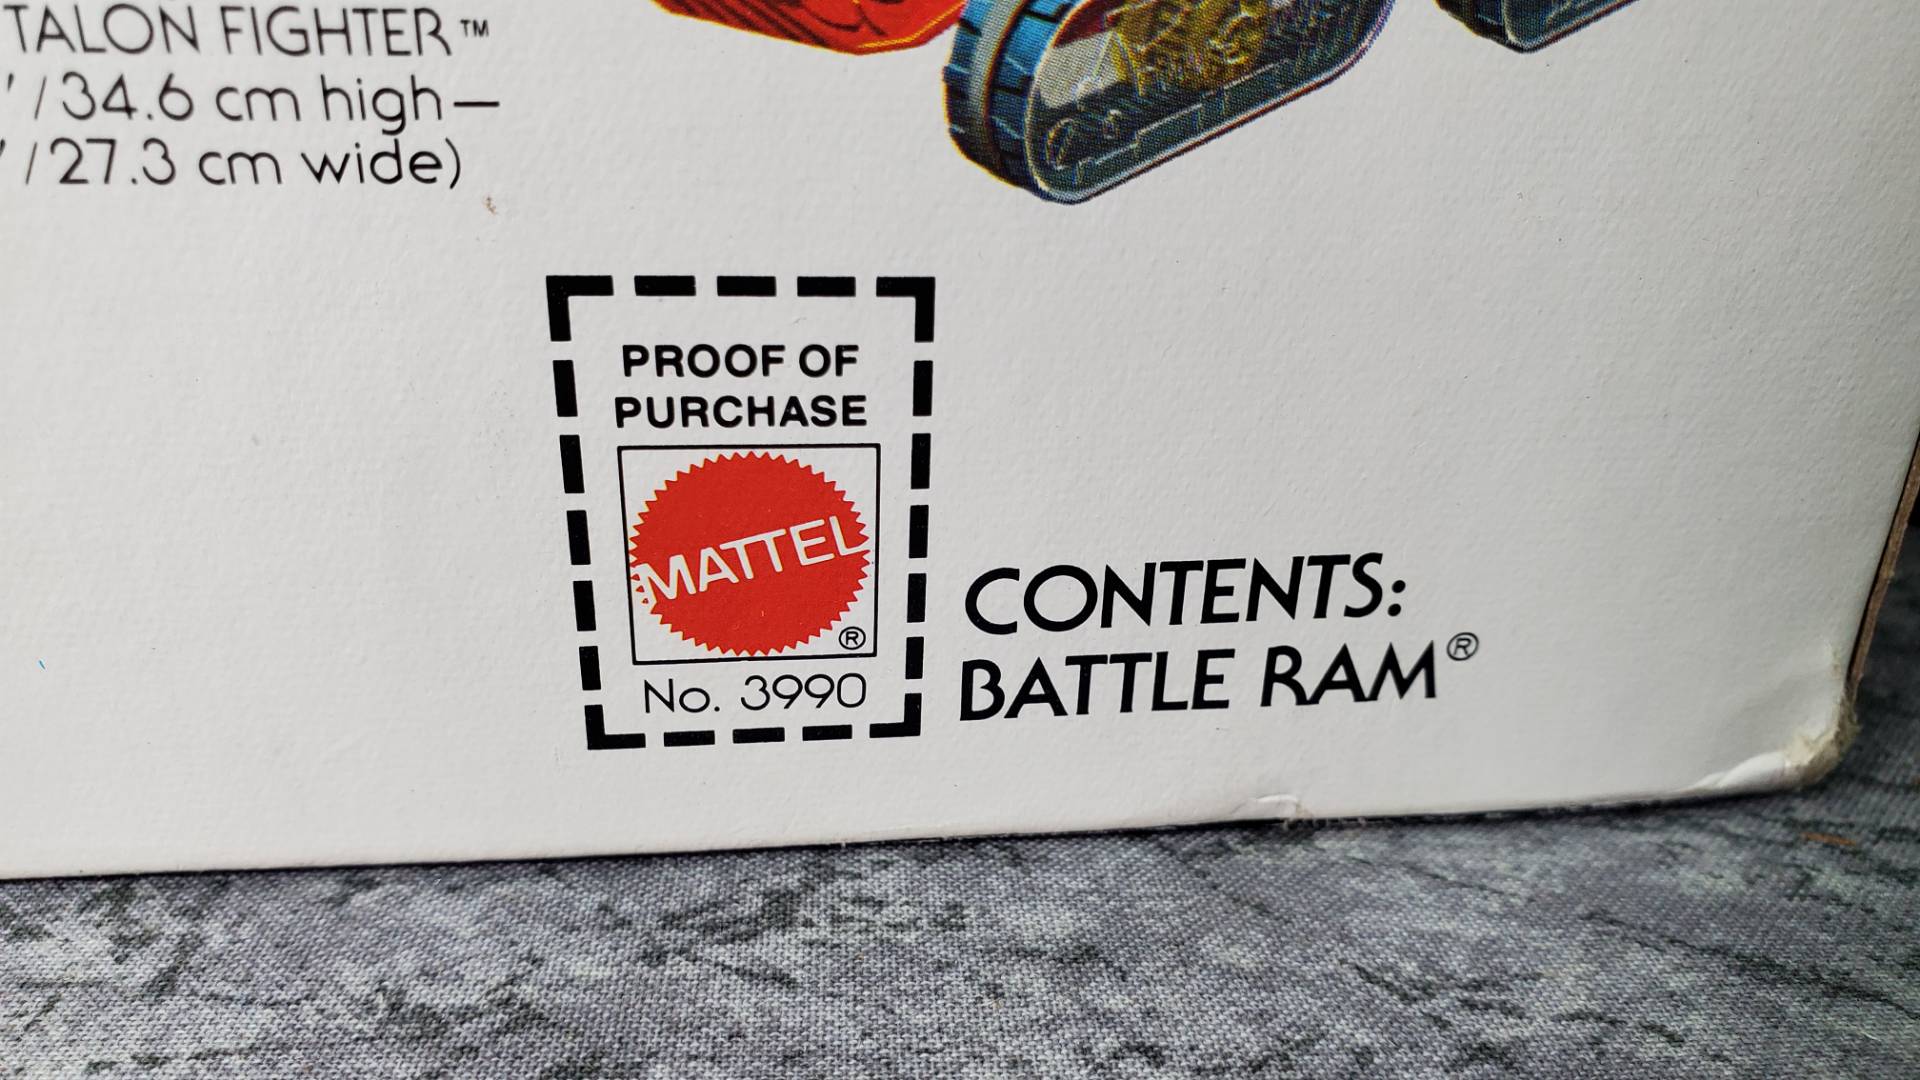 TALON FIGHTER™
"/34.6 cm high—
"/27.3 cm wide)
PROOF OF
PURCHASE
MATTEL
®
No. 3990
CONTENTS:
BATTLE RAM®